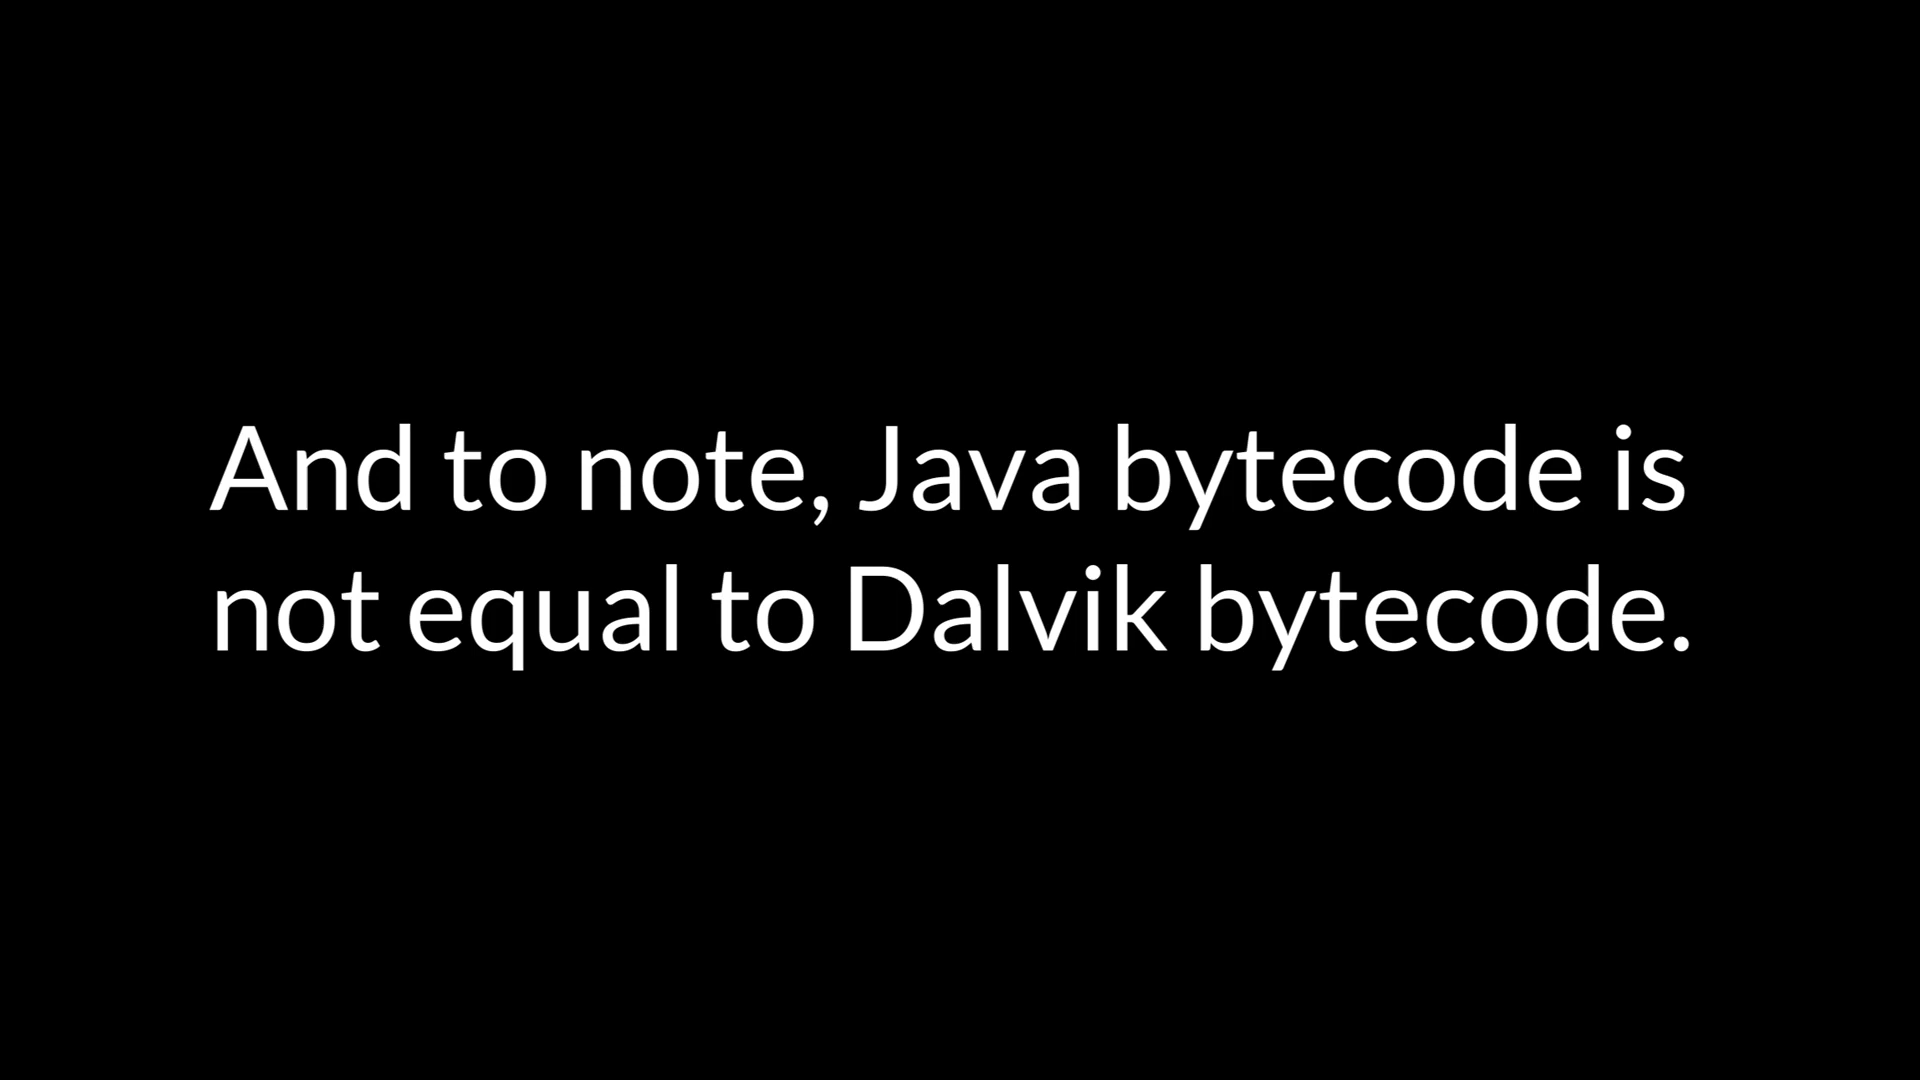 And to note, Java bytecode is
not equal to Dalvik bytecode.